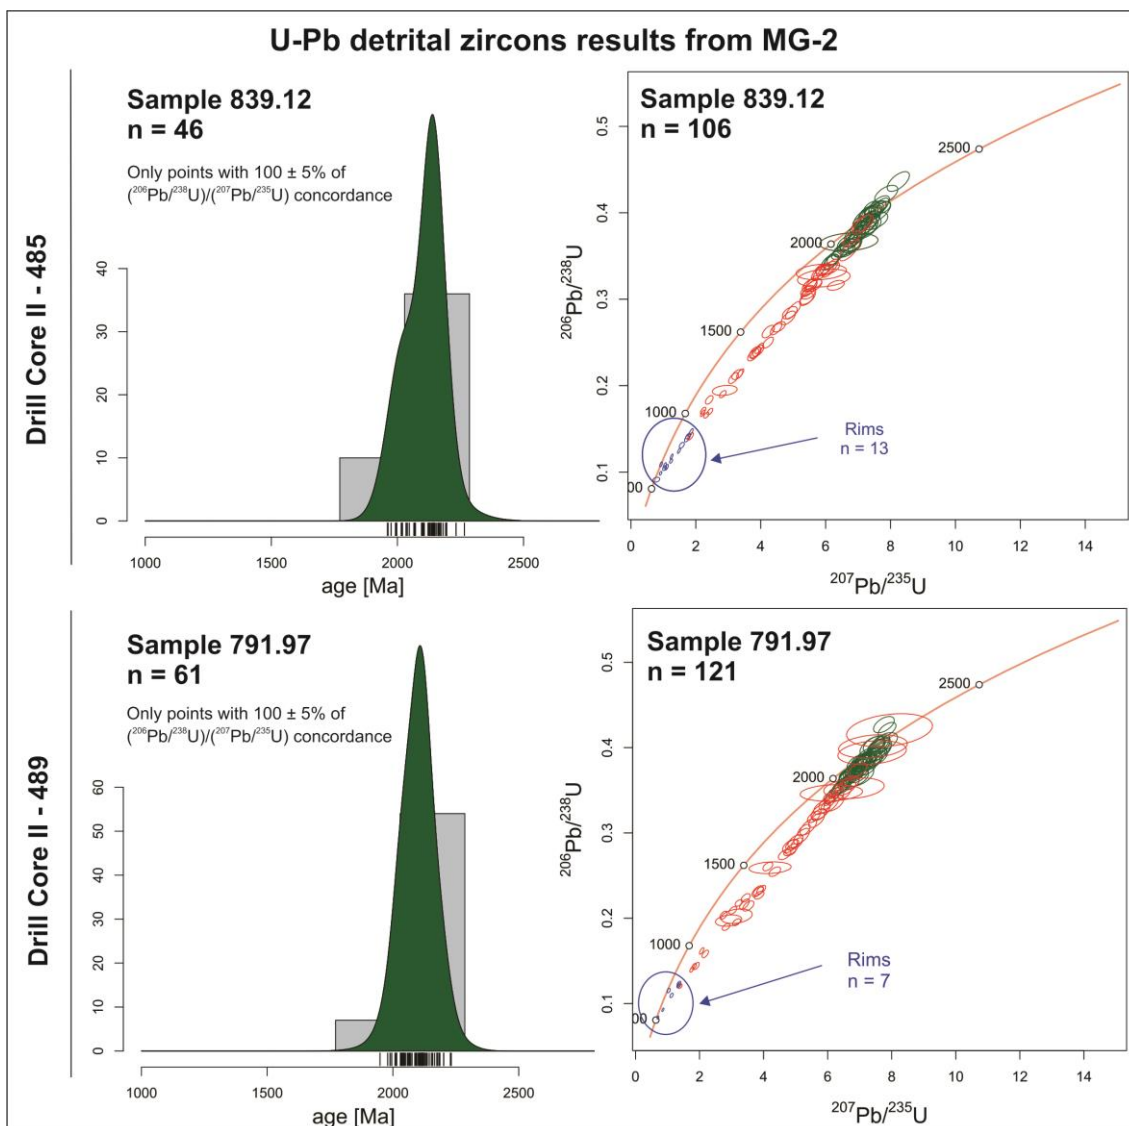 U-Pb detrital zircons results from MG-2
Drill Core II - 485
Sample 839.12
n = 46
Only points with 100 ± 5% of
(²⁰⁶Pb/²³⁸U)/(²⁰⁷Pb/²³⁵U) concordance
40
30
20
10
0
1000
1500
2000
2500
age [Ma]
Sample 839.12
n = 106
0.5
0.4
0.3
0.2
0.1
²⁰⁶Pb/²³⁸U
2500
2000
1500
1000
00
Rims
n = 13
0 2 4 6 8 10 12 14
²⁰⁷Pb/²³⁵U
Drill Core II - 489
Sample 791.97
n = 61
Only points with 100 ± 5% of
(²⁰⁶Pb/²³⁸U)/(²⁰⁷Pb/²³⁵U) concordance
60
50
40
30
20
10
0
1000
1500
2000
2500
age [Ma]
Sample 791.97
n = 121
0.5
0.4
0.3
0.2
0.1
²⁰⁶Pb/²³⁸U
2500
2000
1500
1000
00
Rims
n = 7
0 2 4 6 8 10 12 14
²⁰⁷Pb/²³⁵U